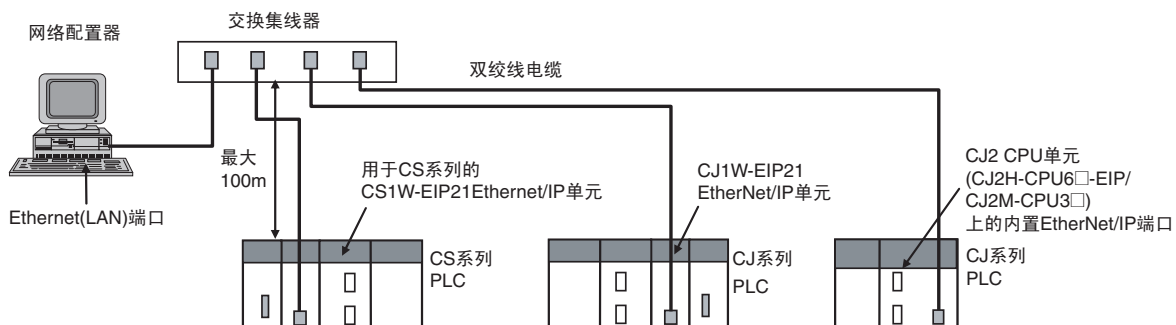 网络配置器
交换集线器
双绞线电缆
最大
100m
用于CS系列的
CS1W-EIP21Ethernet/IP单元
CJ1W-EIP21
EtherNet/IP单元
CJ2 CPU单元
(CJ2H-CPU6□-EIP/
CJ2M-CPU3□)
上的内置EtherNet/IP端口
Ethernet(LAN)端口
CS系列
PLC
CJ系列
PLC
CJ系列
PLC